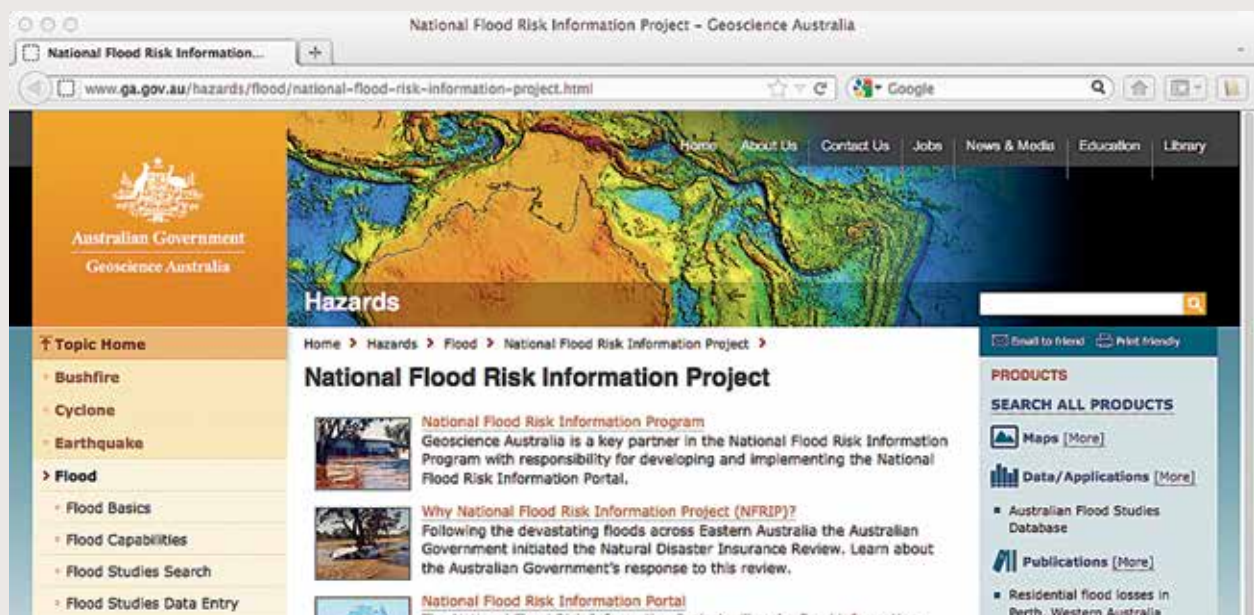 National Flood Risk Information Project – Geoscience Australia
National Flood Risk Information...
www.ga.gov.au/hazards/flood/national-flood-risk-information-project.html
Google
Home
About Us
Contact Us
Jobs
News & Media
Education
Library
Australian Government
Geoscience Australia
Hazards
Topic Home
Bushfire
Cyclone
Earthquake
Flood
Flood Basics
Flood Capabilities
Flood Studies Search
Flood Studies Data Entry
Home > Hazards > Flood > National Flood Risk Information Project >
National Flood Risk Information Project
National Flood Risk Information Program
Geoscience Australia is a key partner in the National Flood Risk Information
Program with responsibility for developing and implementing the National
Flood Risk Information Portal.
Why National Flood Risk Information Project (NFRIP)?
Following the devastating floods across Eastern Australia the Australian
Government initiated the Natural Disaster Insurance Review. Learn about
the Australian Government's response to this review.
National Flood Risk Information Portal
Email to friend
Print friendly
PRODUCTS
SEARCH ALL PRODUCTS
Maps [More]
Data/Applications [More]
Australian Flood Studies
Database
Publications [More]
Residential flood losses in
Perth, Western Australia